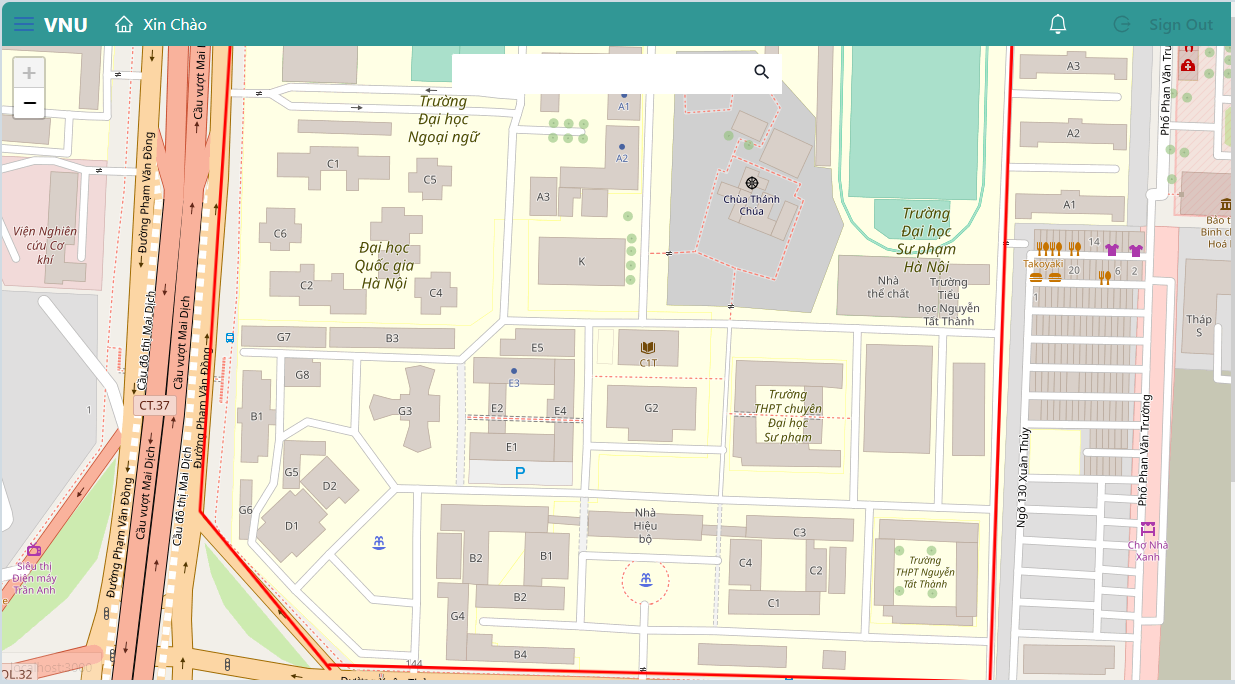 VNU
Xin Chào
Sign Out
+
−
Trường
Đại học
Ngoại ngữ
A1
A2
A3
A3
A2
A1
C1
C5
C6
C2
C4
K
Đại học
Quốc gia
Hà Nội
Chùa Thánh
Chúa
Trường
Đại học
Sư phạm
Hà Nội
Nhà
thể chất
Trường
Tiểu
học Nguyễn
Tất Thành
Viện Nghiên
cứu Cơ
khí
Đường Phạm Văn Đồng
Cầu vượt Mai Dịch
Cầu vượt Mai Dịch
Cầu đô thị Mai Dịch
Đường Phạm Văn Đồng
Phố Phan Văn Trường
Takoyaki
14
20
6
2
1
Tháp
S
G7
B3
E5
G8
E3
C1T
B1
G3
E2
E4
G2
E1
P
Trường
THPT chuyên
Đại học
Sư phạm
1
CT.37
G5
D2
G6
D1
Cầu vượt Mai Dịch
Cầu đô thị Mai Dịch
Đường Phạm Văn Đồng
Ngõ 130 Xuân Thủy
Phố Phan Văn Trường
Nhà
Hiệu
bộ
B2
B1
B2
G4
B4
C3
C4
C2
C1
Trường
THPT Nguyễn
Tất Thành
Chợ Nhà
Xanh
Siêu thị
Điện máy
Trần Anh
144
localhost:3000